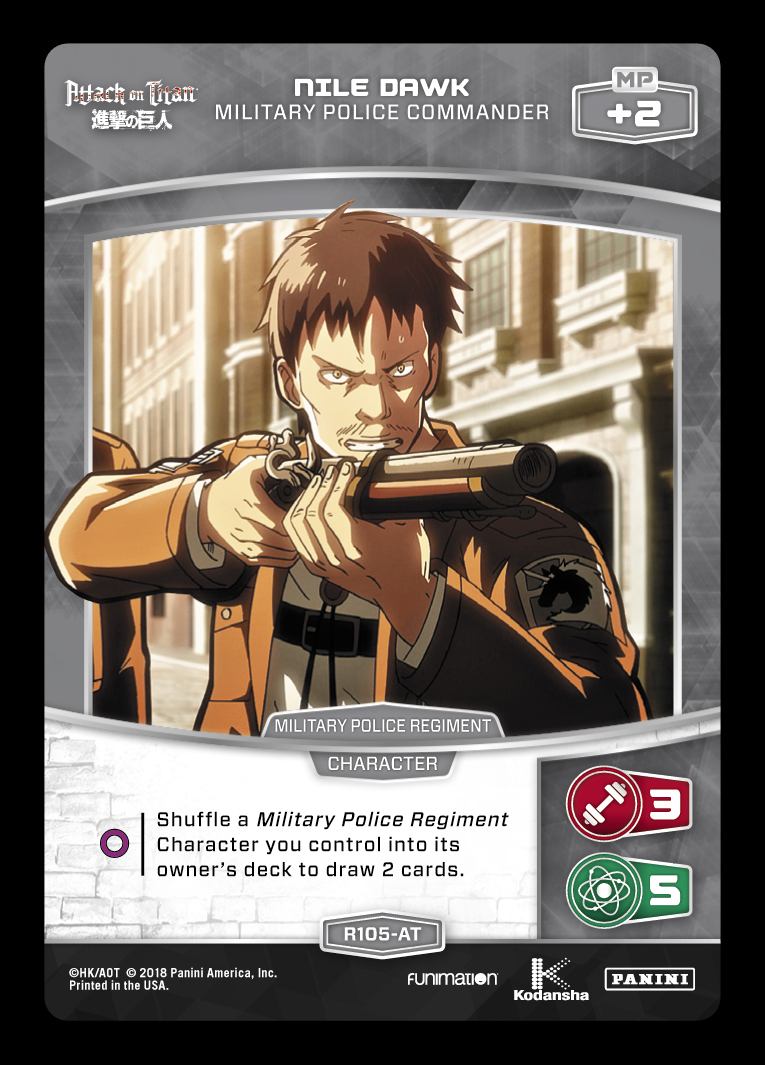 Attack on Titan
進撃の巨人
NILE DAWK
MILITARY POLICE COMMANDER
MP
+2
MILITARY POLICE REGIMENT
CHARACTER
Shuffle a Military Police Regiment
Character you control into its
owner's deck to draw 2 cards.
3
5
R105-AT
©HK/AOT © 2018 Panini America, Inc.
Printed in the USA.
FUNIMATION
Kodansha
PANINI